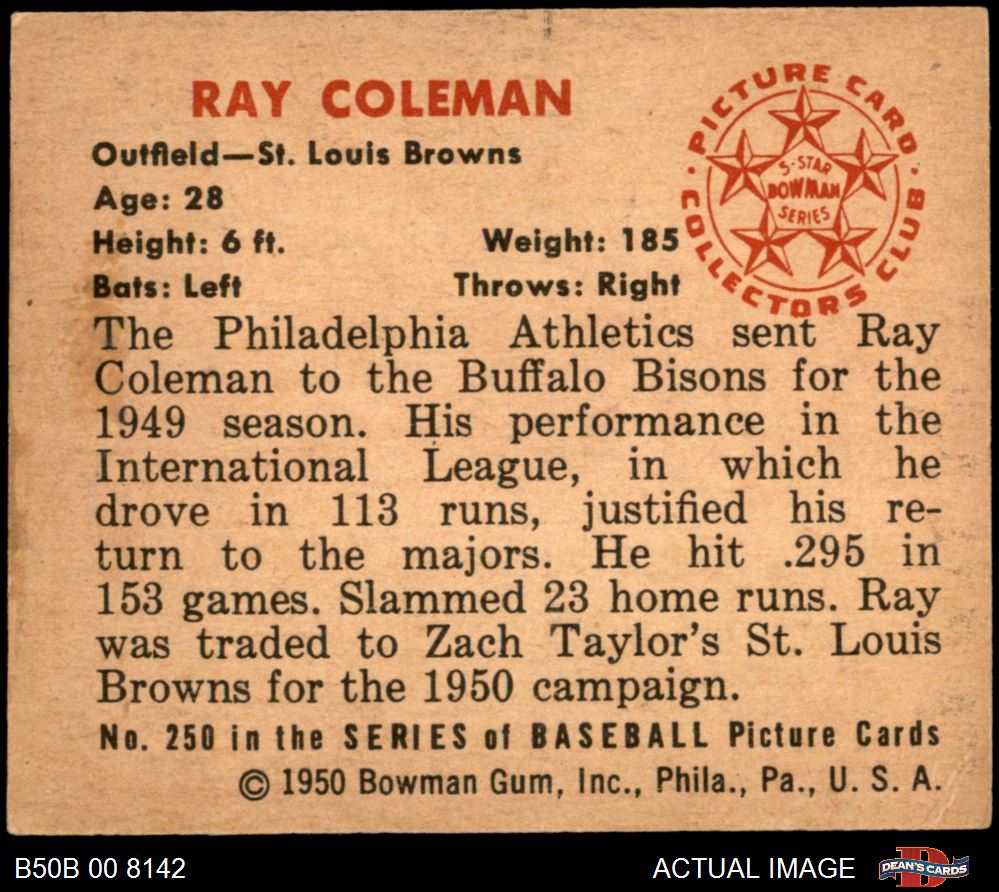 RAY COLEMAN
Outfield—St. Louis Browns
Age: 28
Height: 6 ft. Weight: 185
Bats: Left Throws: Right
PICTURE CARD
COLLECTORS CLUB
5-STAR
BOWMAN
SERIES
The Philadelphia Athletics sent Ray
Coleman to the Buffalo Bisons for the
1949 season. His performance in the
International League, in which he
drove in 113 runs, justified his re-
turn to the majors. He hit .295 in
153 games. Slammed 23 home runs. Ray
was traded to Zach Taylor's St. Louis
Browns for the 1950 campaign.
No. 250 in the SERIES of BASEBALL Picture Cards
© 1950 Bowman Gum, Inc., Phila., Pa., U. S. A.
B50B 00 8142
ACTUAL IMAGE
D
DEAN'S CARDS